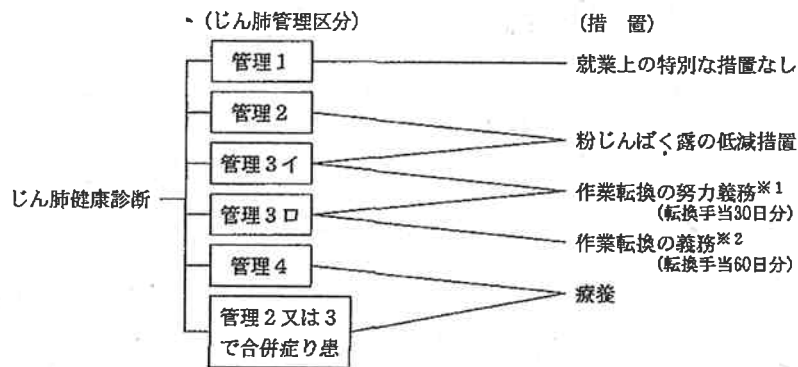 (じん肺管理区分)
(措 置)
管理1
就業上の特別な措置なし
管理2
粉じんばく露の低減措置
管理3イ
じん肺健康診断
作業転換の努力義務※1
(転換手当30日分)
管理3ロ
作業転換の義務※2
(転換手当60日分)
管理4
療養
管理2又は3
で合併症り患